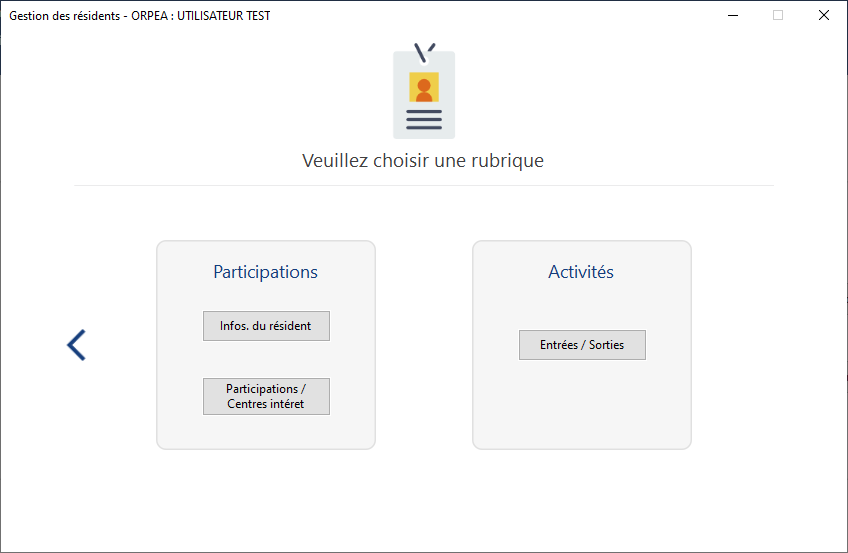 Gestion des résidents - ORPEA : UTILISATEUR TEST
Veuillez choisir une rubrique
Participations
Infos. du résident
Participations /
Centres intéret
Activités
Entrées / Sorties